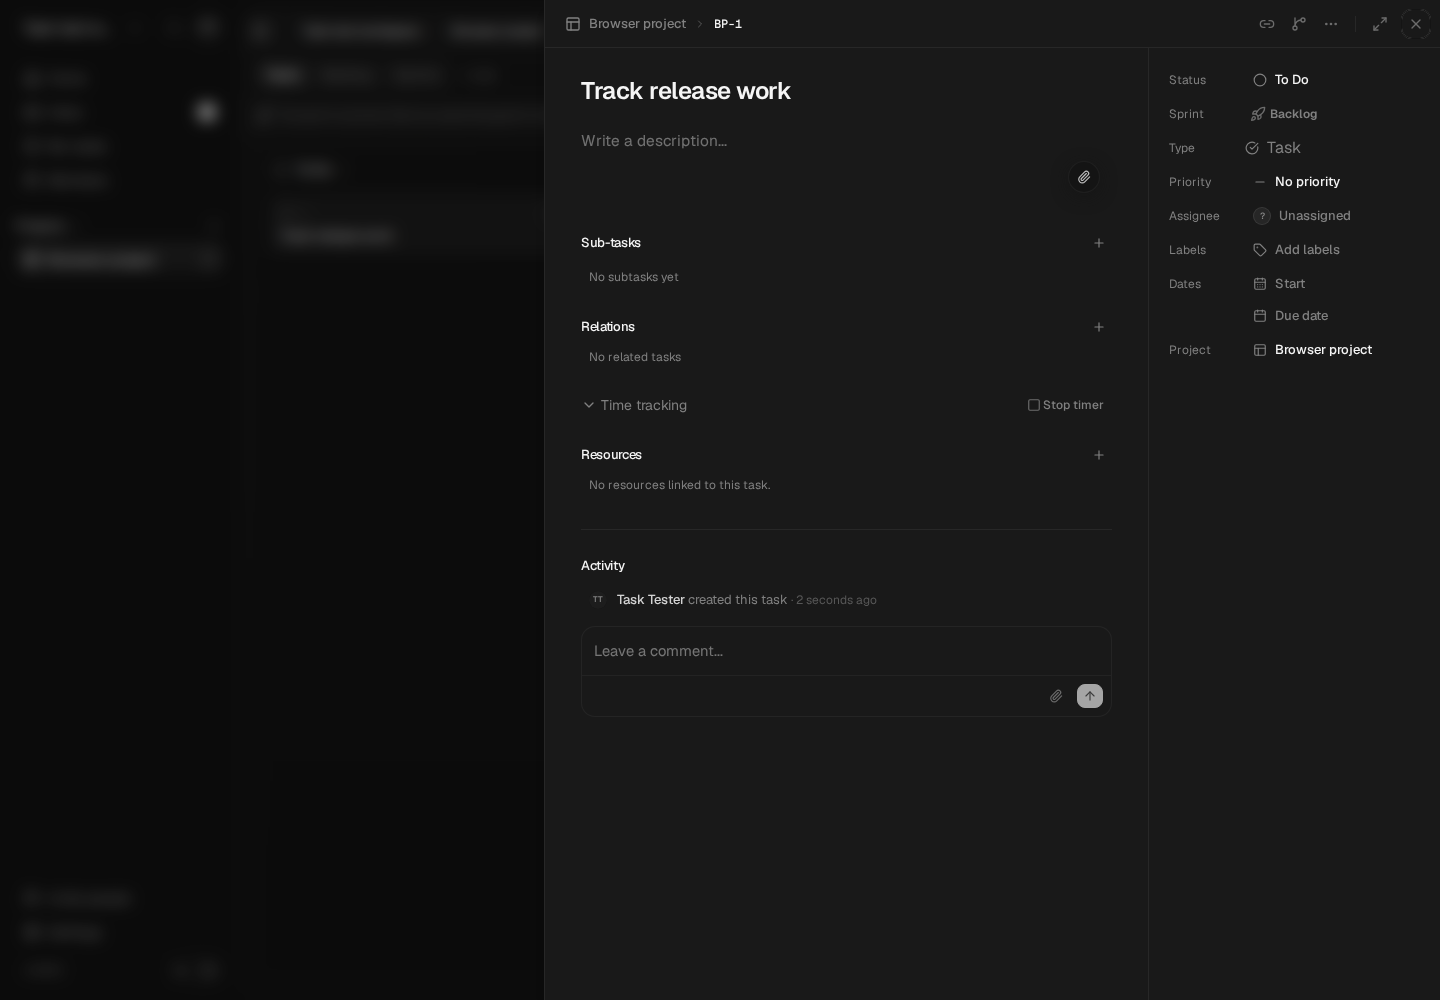 Browser project
BP-1
Track release work
Write a description...
Sub-tasks
No subtasks yet
Relations
No related tasks
Time tracking
Stop timer
Resources
No resources linked to this task.
Activity
TT
Task Tester created this task · 2 seconds ago
Leave a comment...
Status
To Do
Sprint
Backlog
Type
Task
Priority
No priority
Assignee
? Unassigned
Labels
Add labels
Dates
Start
Due date
Project
Browser project